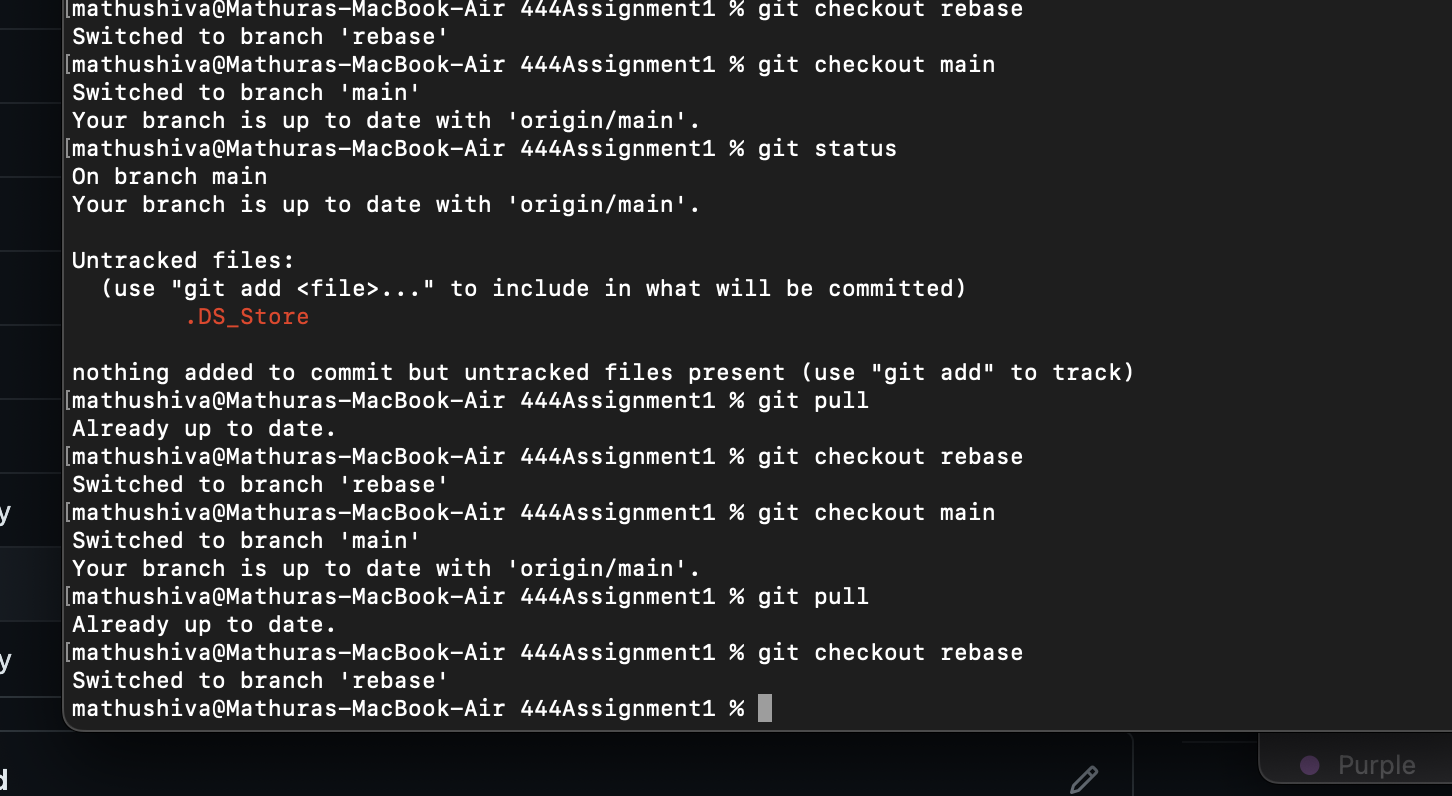 [mathushiva@Mathuras-MacBook-Air 444Assignment1 % git checkout rebase
Switched to branch 'rebase'
[mathushiva@Mathuras-MacBook-Air 444Assignment1 % git checkout main
Switched to branch 'main'
Your branch is up to date with 'origin/main'.
[mathushiva@Mathuras-MacBook-Air 444Assignment1 % git status
On branch main
Your branch is up to date with 'origin/main'.
Untracked files:
  (use "git add <file>..." to include in what will be committed)
        .DS_Store
nothing added to commit but untracked files present (use "git add" to track)
[mathushiva@Mathuras-MacBook-Air 444Assignment1 % git pull
Already up to date.
[mathushiva@Mathuras-MacBook-Air 444Assignment1 % git checkout rebase
Switched to branch 'rebase'
y
[mathushiva@Mathuras-MacBook-Air 444Assignment1 % git checkout main
Switched to branch 'main'
Your branch is up to date with 'origin/main'.
[mathushiva@Mathuras-MacBook-Air 444Assignment1 % git pull
Already up to date.
y
[mathushiva@Mathuras-MacBook-Air 444Assignment1 % git checkout rebase
Switched to branch 'rebase'
mathushiva@Mathuras-MacBook-Air 444Assignment1 %
d
Purple